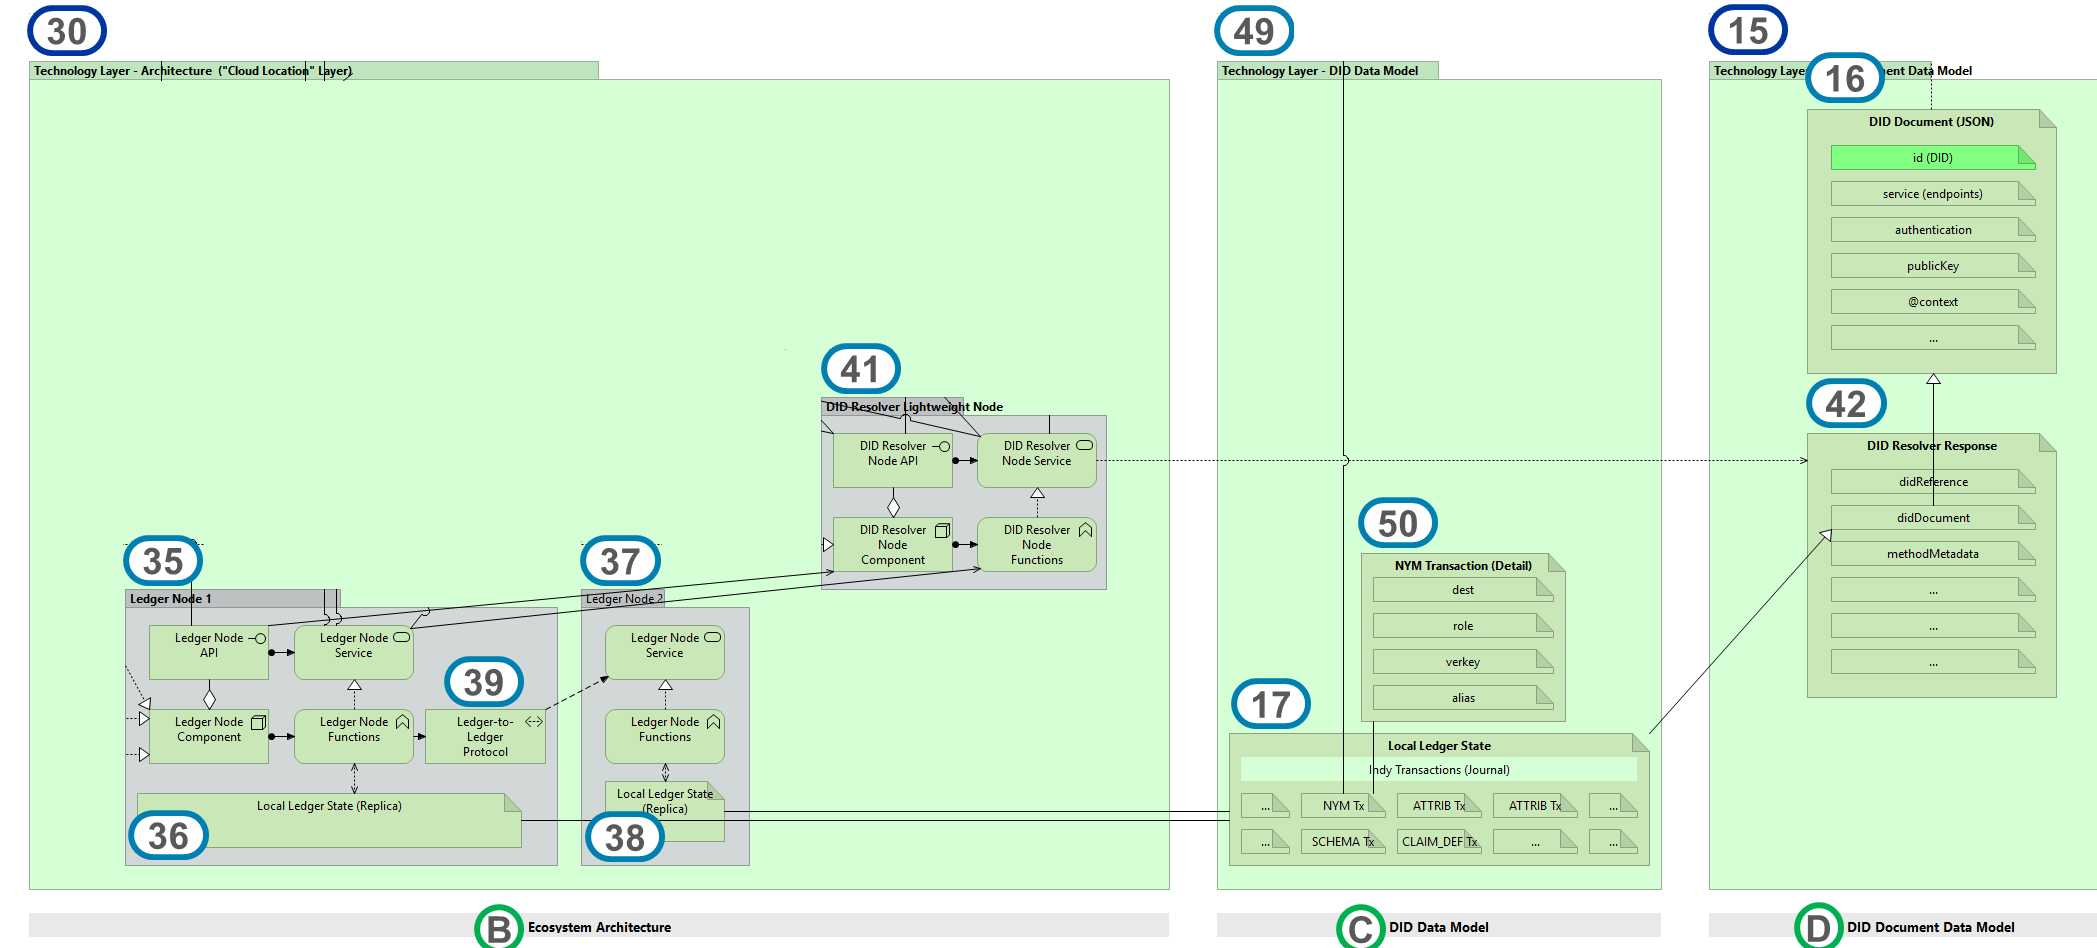 30
49
15
Technology Layer - Architecture ("Cloud Location" Layer)
Technology Layer - DID Data Model
Technology Laye
ment Data Model
16
DID Document (JSON)
id (DID)
service (endpoints)
authentication
publicKey
@context
...
41
DID Resolver Lightweight Node
DID Resolver
Node API
DID Resolver
Node Service
DID Resolver
Node
Component
DID Resolver
Node
Functions
42
DID Resolver Response
didReference
didDocument
methodMetadata
...
...
...
35
Ledger Node 1
Ledger Node
API
Ledger Node
Service
39
Ledger Node
Component
Ledger Node
Functions
Ledger-to-
Ledger
Protocol
Local Ledger State (Replica)
36
37
Ledger Node 2
Ledger Node
Service
Ledger Node
Functions
Local Ledger State
(Replica)
38
50
NYM Transaction (Detail)
dest
role
verkey
alias
17
Local Ledger State
Indy Transactions (Journal)
...
NYM Tx
ATTRIB Tx
ATTRIB Tx
...
...
SCHEMA Tx
CLAIM_DEF Tx
...
...
B Ecosystem Architecture
C DID Data Model
D DID Document Data Model